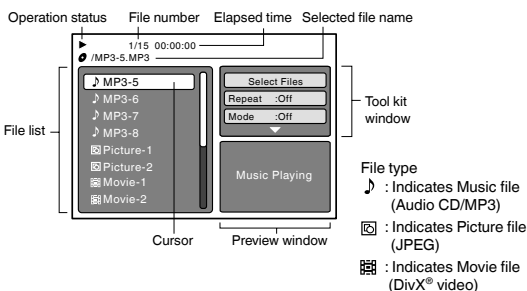 Operation status File number Elapsed time Selected file name
1/15 00:00:00
/MP3-5.MP3
MP3-5
MP3-6
MP3-7
MP3-8
Picture-1
Picture-2
Movie-1
Movie-2
Select Files
Repeat :Off
Mode :Off
Music Playing
File list
Tool kit
window
Cursor
Preview window
File type
: Indicates Music file
(Audio CD/MP3)
: Indicates Picture file
(JPEG)
: Indicates Movie file
(DivX® video)